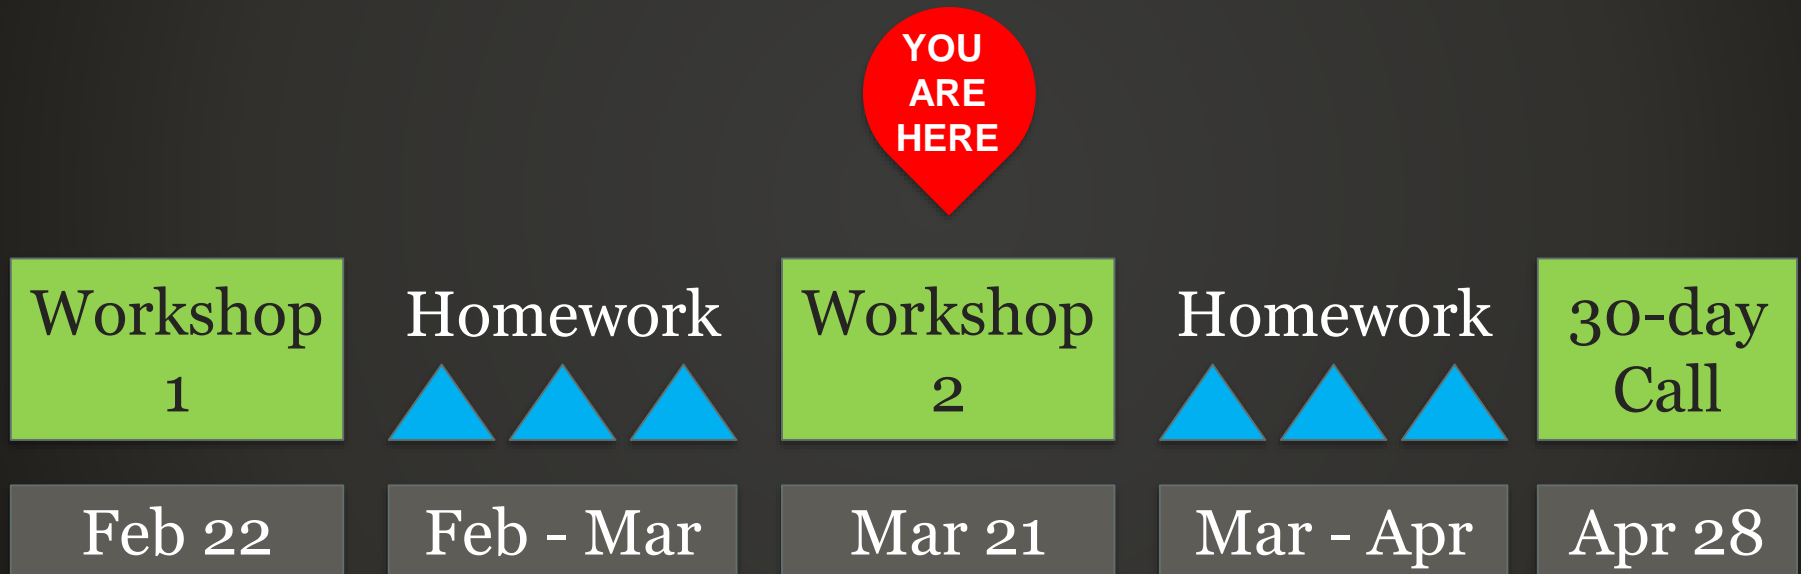 YOU
ARE
HERE
Workshop
1
Homework
Workshop
2
Homework
30-day
Call
Feb 22
Feb - Mar
Mar 21
Mar - Apr
Apr 28